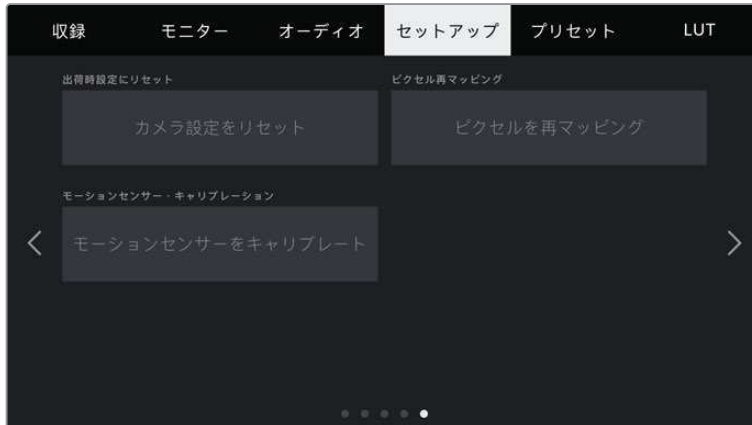 収録 モニター オーディオ セットアップ プリセット LUT
出荷時設定にリセット ピクセル再マッピング
カメラ設定をリセット ピクセルを再マッピング
モーションセンサー・キャリブレーション
モーションセンサーをキャリブレート